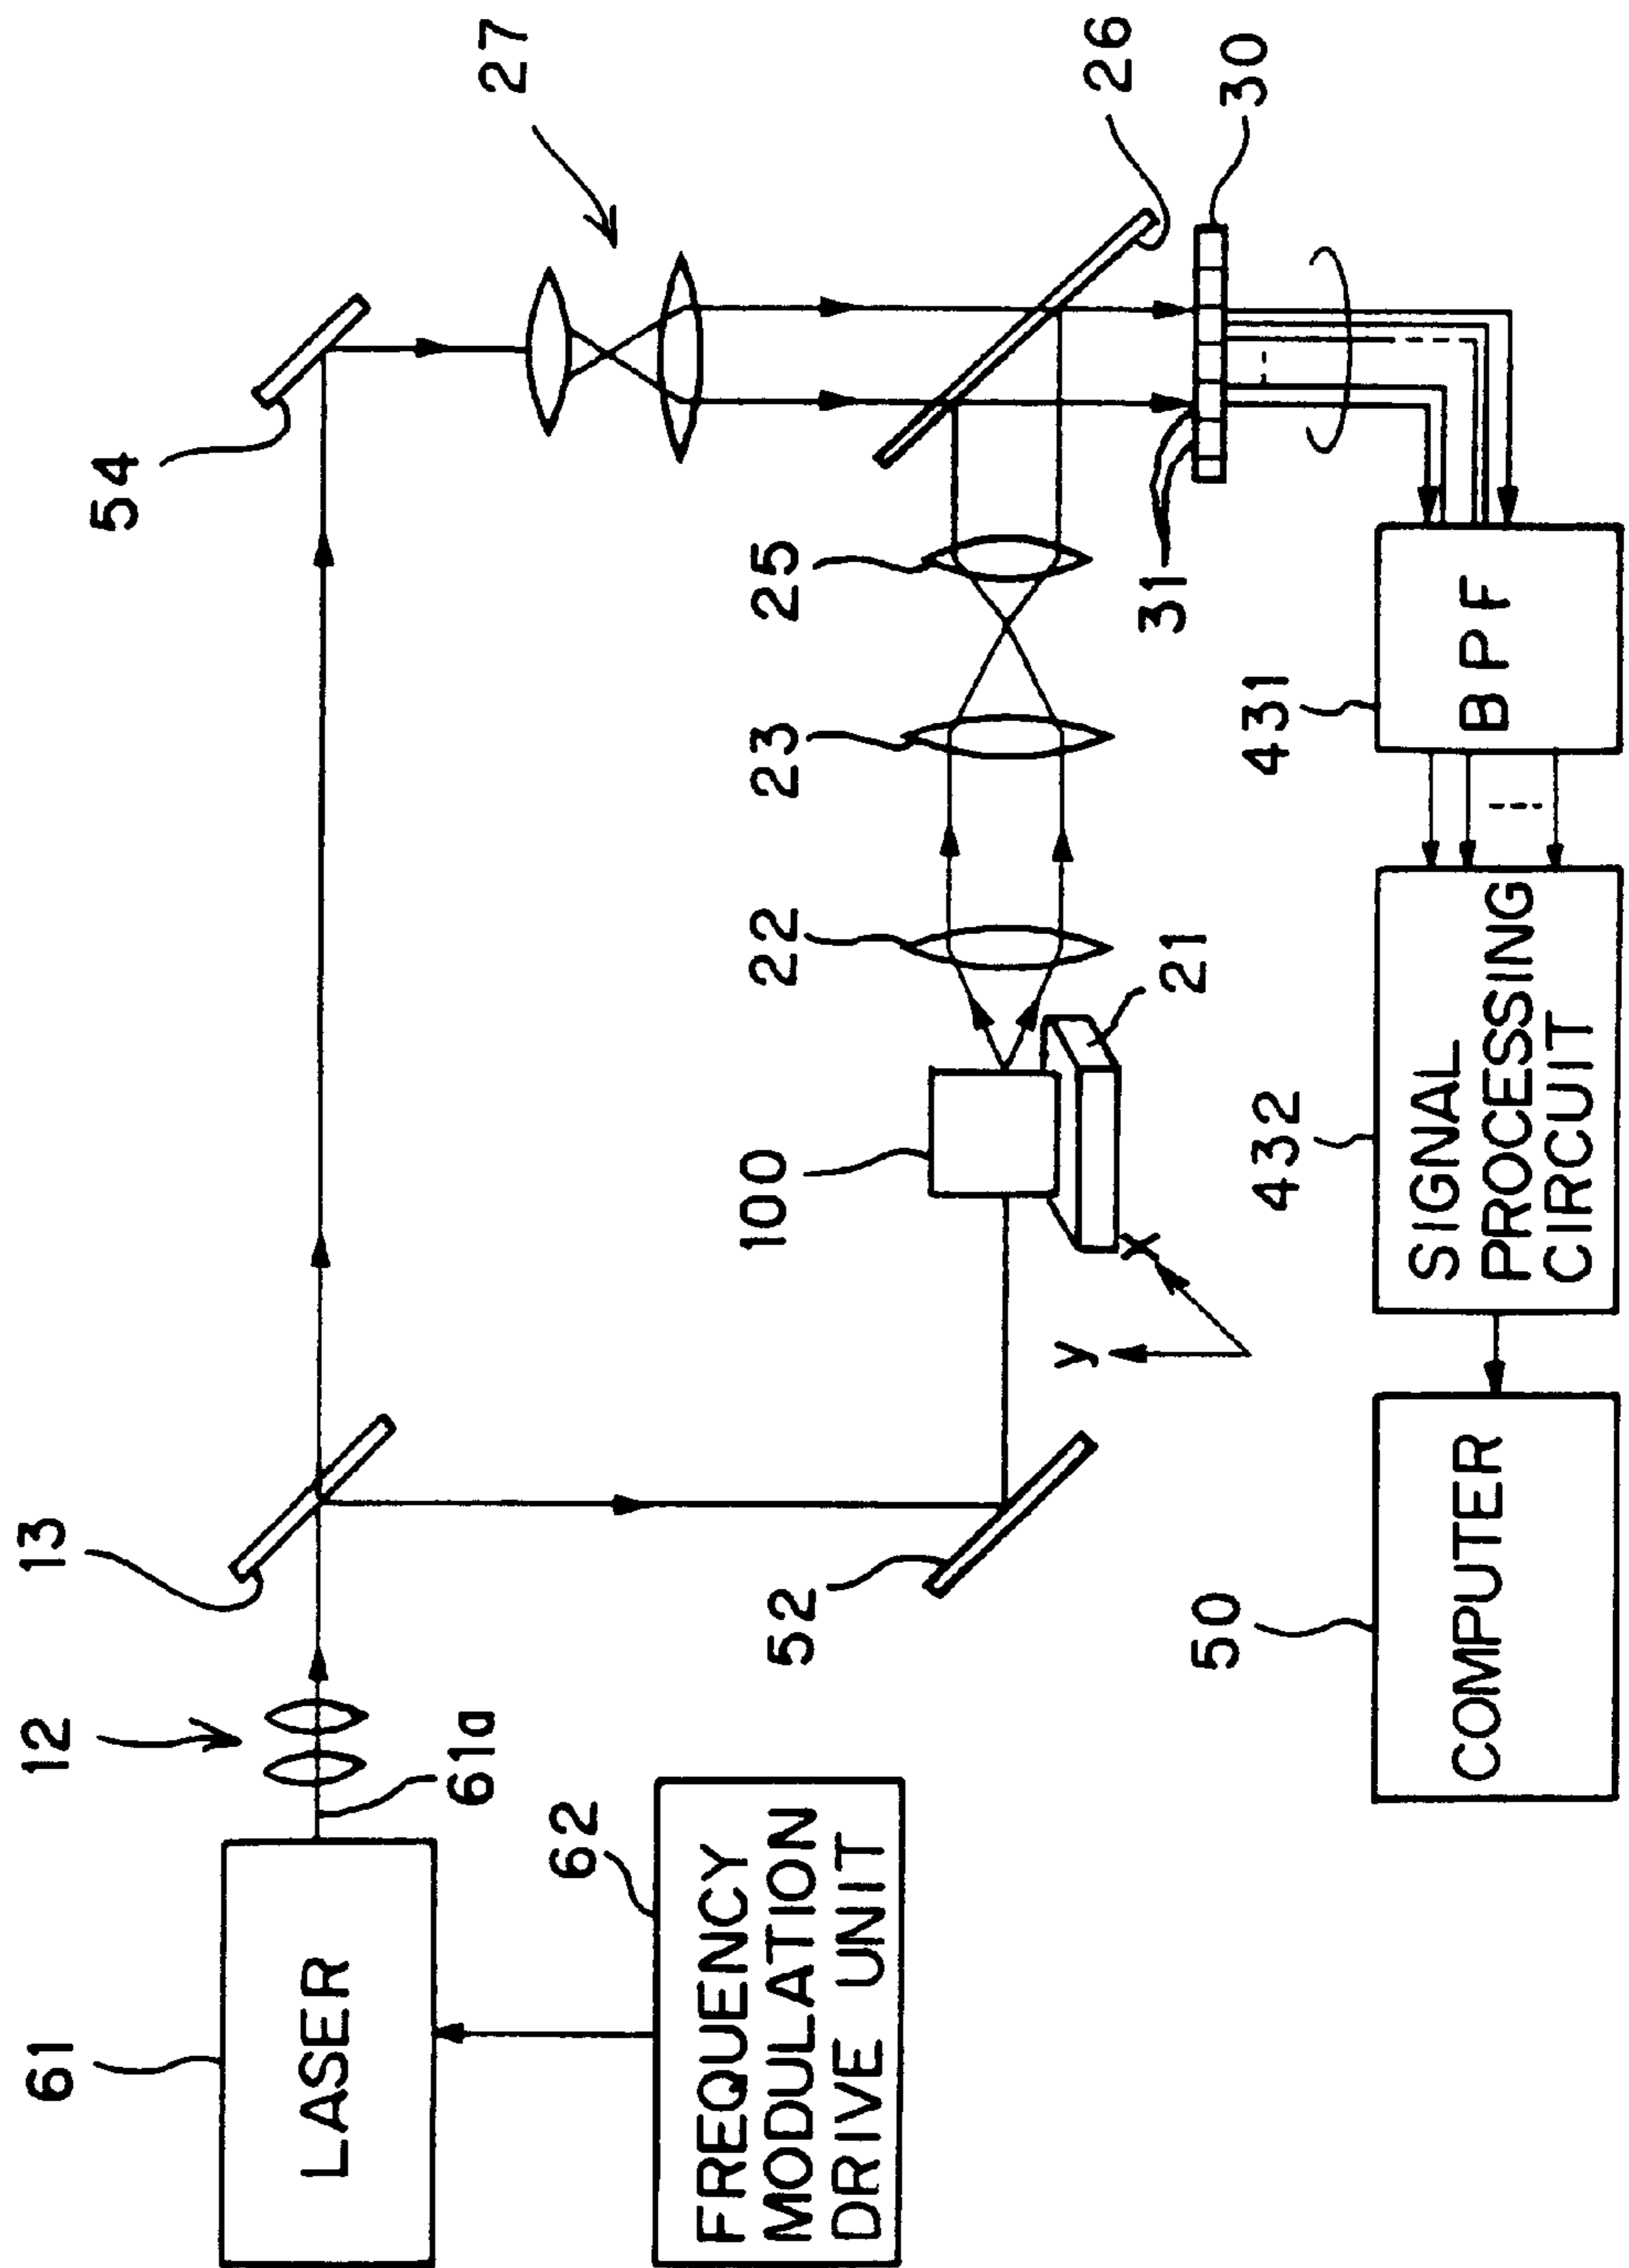 61
LASER
62
FREQUENCY
MODULATION
DRIVE UNIT
61a
12
13
52
54
27
100
21
y
X
22
23
25
26
31
30
431
BPF
432
SIGNAL
PROCESSING
CIRCUIT
50
COMPUTER